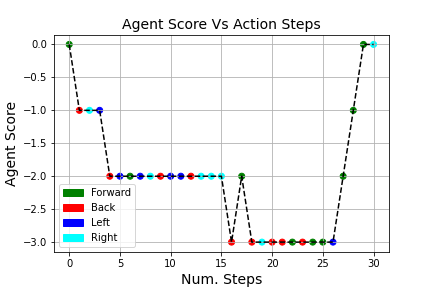 Agent Score Vs Action Steps
0.0
−0.5
−1.0
−1.5
−2.0
−2.5
−3.0
Agent Score
Forward
Back
Left
Right
0 5 10 15 20 25 30
Num. Steps